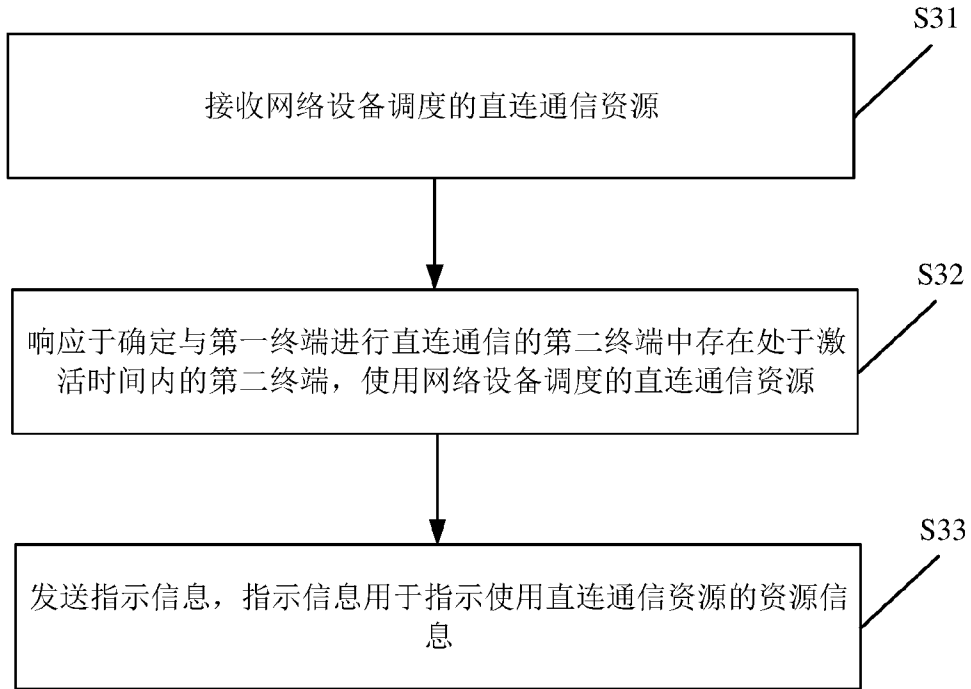 S31
接收网络设备调度的直连通信资源
S32
响应于确定与第一终端进行直连通信的第二终端中存在处于激
活时间内的第二终端，使用网络设备调度的直连通信资源
S33
发送指示信息，指示信息用于指示使用直连通信资源的资源信
息